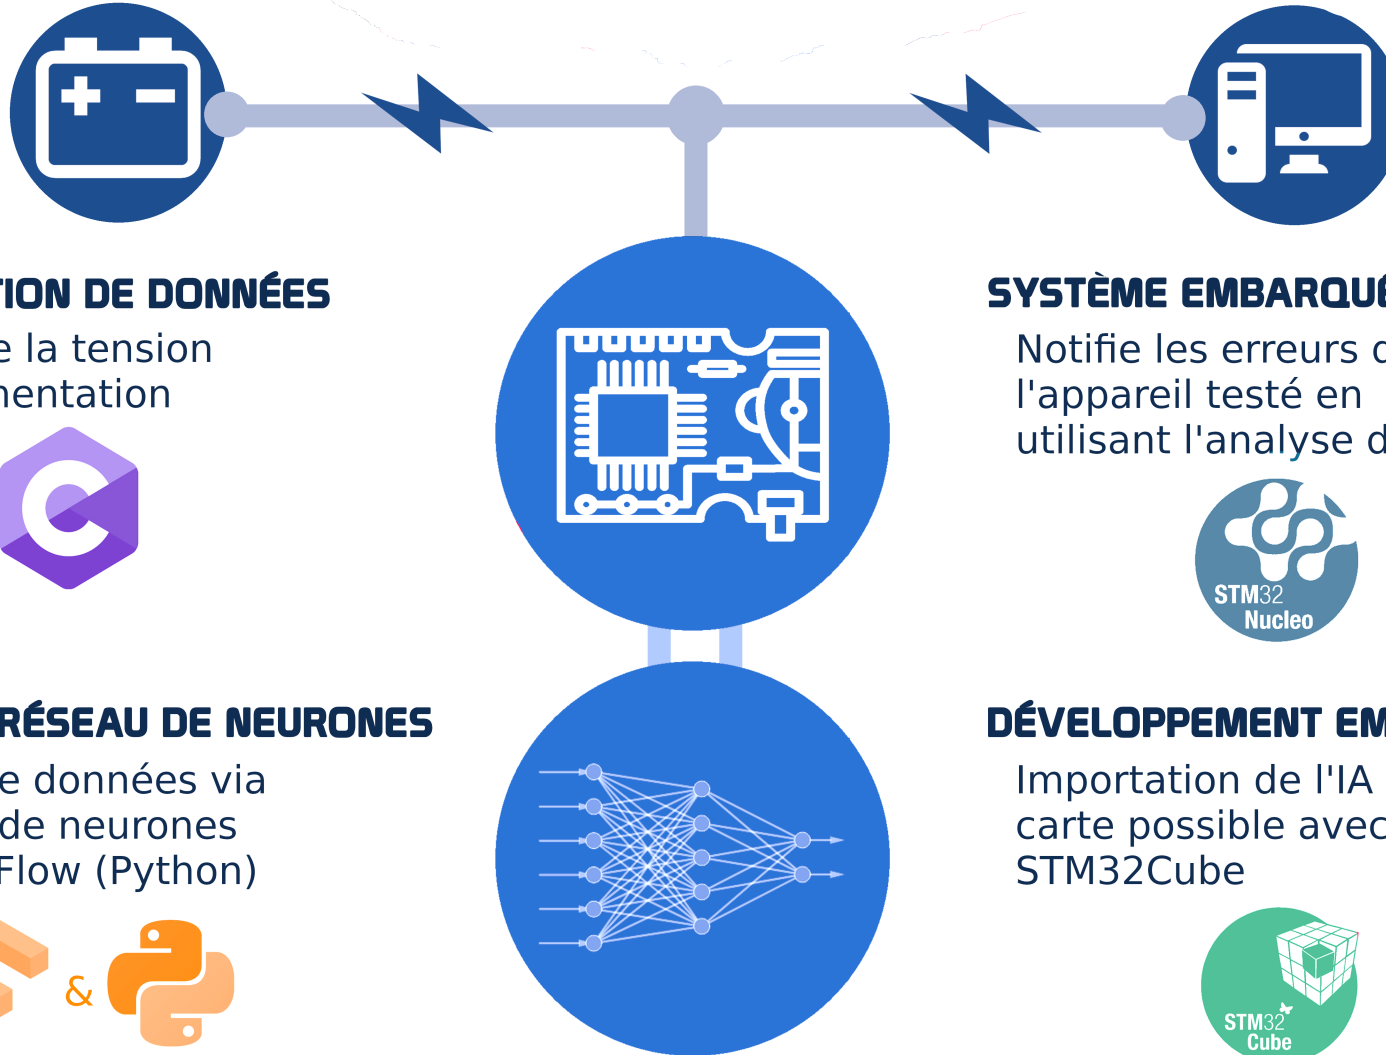 TION DE DONNÉES
e la tension
mentation
SYSTÈME EMBARQUÉ
Notifie les erreurs d
l'appareil testé en
utilisant l'analyse d
STM32
Nucleo
RÉSEAU DE NEURONES
e données via
de neurones
Flow (Python)
&
DÉVELOPPEMENT EM
Importation de l'IA
carte possible avec
STM32Cube
STM32
Cube